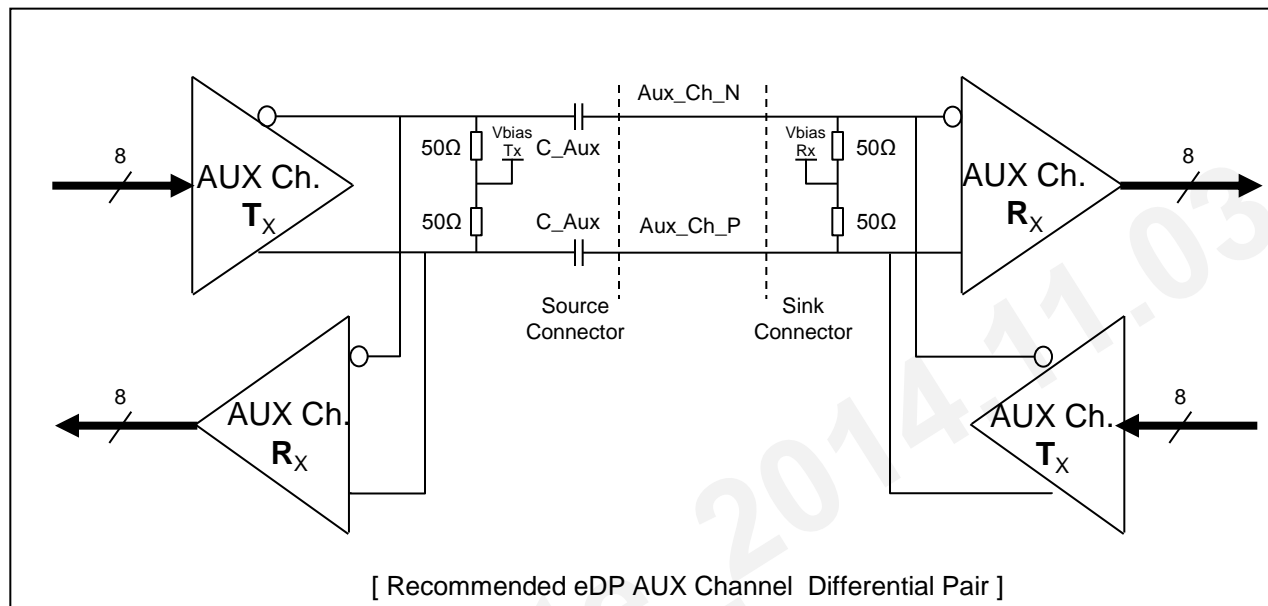 Aux_Ch_N
8
AUX Ch.
TX
50Ω
Vbias
Tx
C_Aux
Vbias
Rx
50Ω
AUX Ch.
RX
8
50Ω
C_Aux
Aux_Ch_P
50Ω
Source
Connector
Sink
Connector
8
AUX Ch.
RX
AUX Ch.
TX
8
2014.11.03
[ Recommended eDP AUX Channel Differential Pair ]